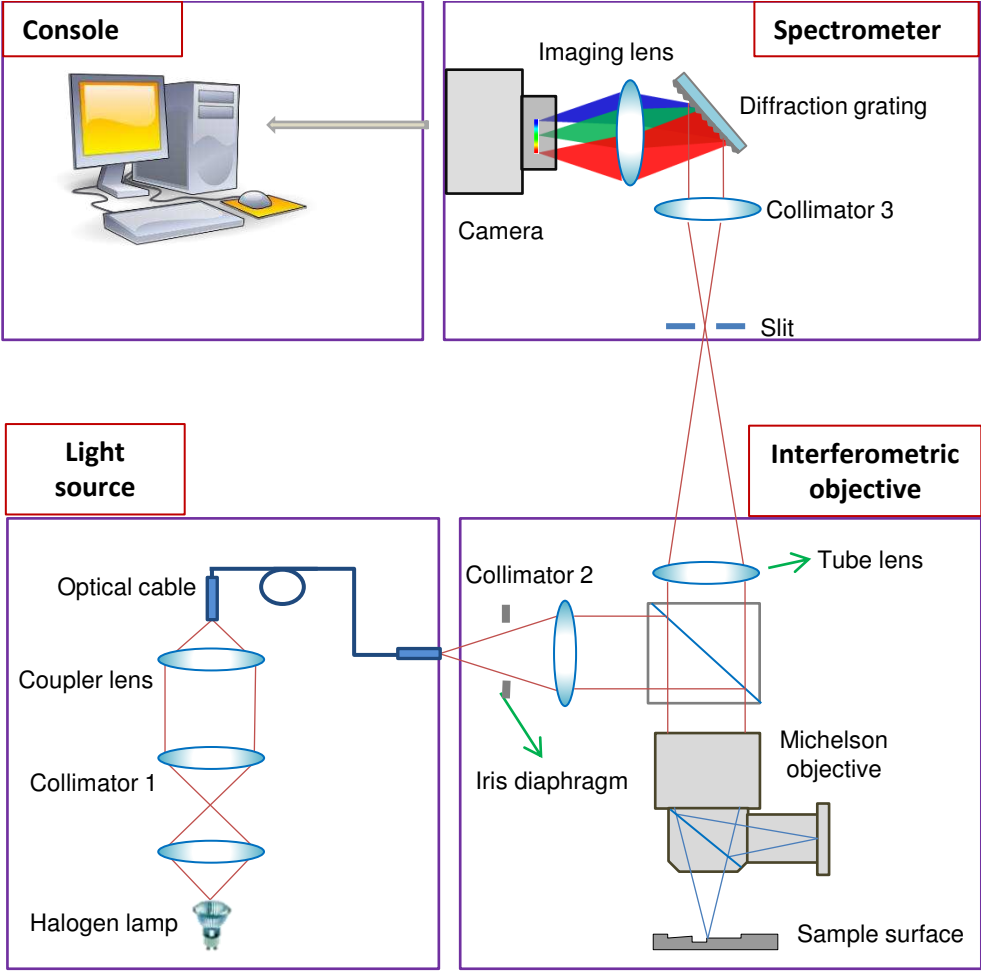 Console
Spectrometer
Imaging lens
Diffraction grating
Collimator 3
Camera
Slit
Light
source
Interferometric
objective
Optical cable
Collimator 2
Tube lens
Coupler lens
Collimator 1
Iris diaphragm
Michelson
objective
Halogen lamp
Sample surface